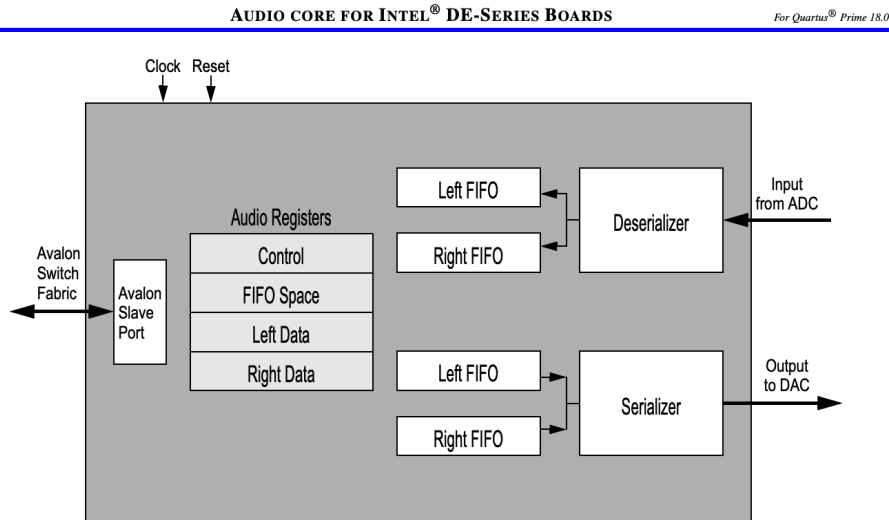 AUDIO CORE FOR INTEL® DE-SERIES BOARDS
For Quartus® Prime 18.0
Clock
Reset
Left FIFO
Right FIFO
Deserializer
Input
from ADC
Audio Registers
Control
FIFO Space
Left Data
Right Data
Avalon
Switch
Fabric
Avalon
Slave
Port
Left FIFO
Right FIFO
Serializer
Output
to DAC